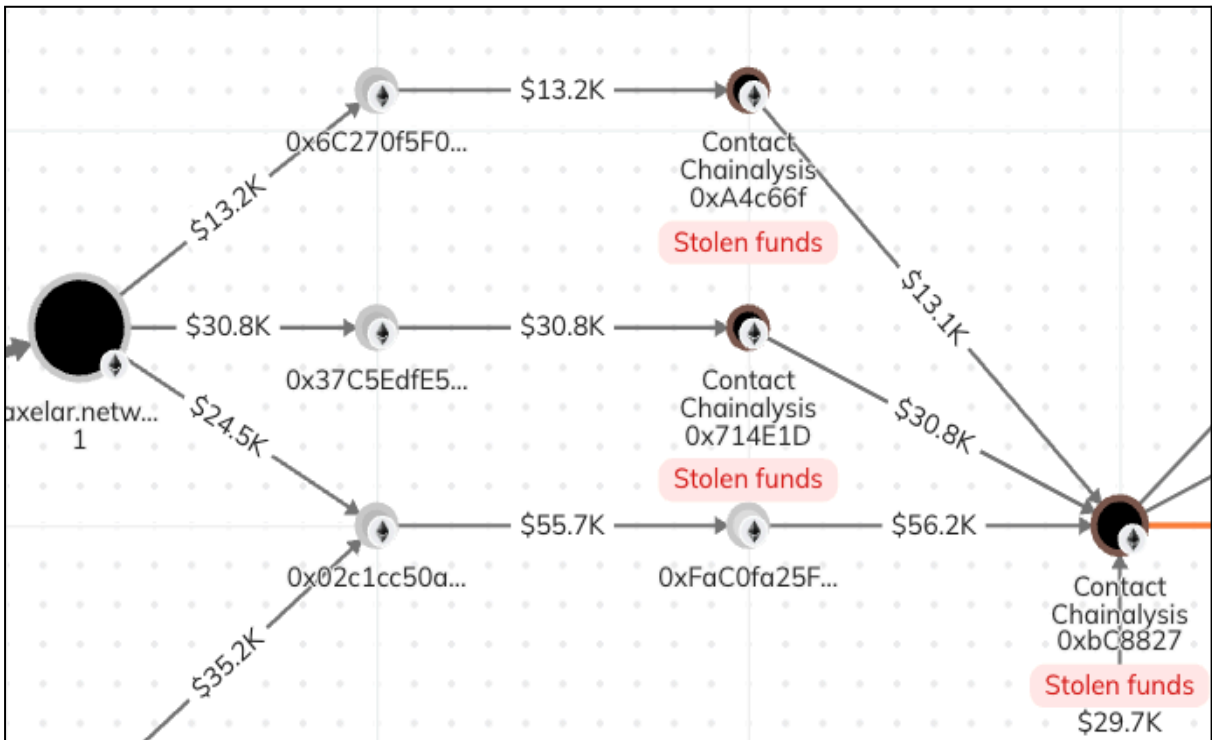 $13.2K
0x6C270f5F0...
Contact
Chainalysis
0xA4c66f
Stolen funds
$13.2K
$13.1K
$30.8K
$30.8K
0x37C5EdfE5...
Contact
Chainalysis
0x714E1D
Stolen funds
$30.8K
axelar.netw...
1
$24.5K
$55.7K
$56.2K
0x02c1cc50a...
0xFaC0fa25F...
Contact
Chainalysis
0xbC8827
Stolen funds
$29.7K
$35.2K